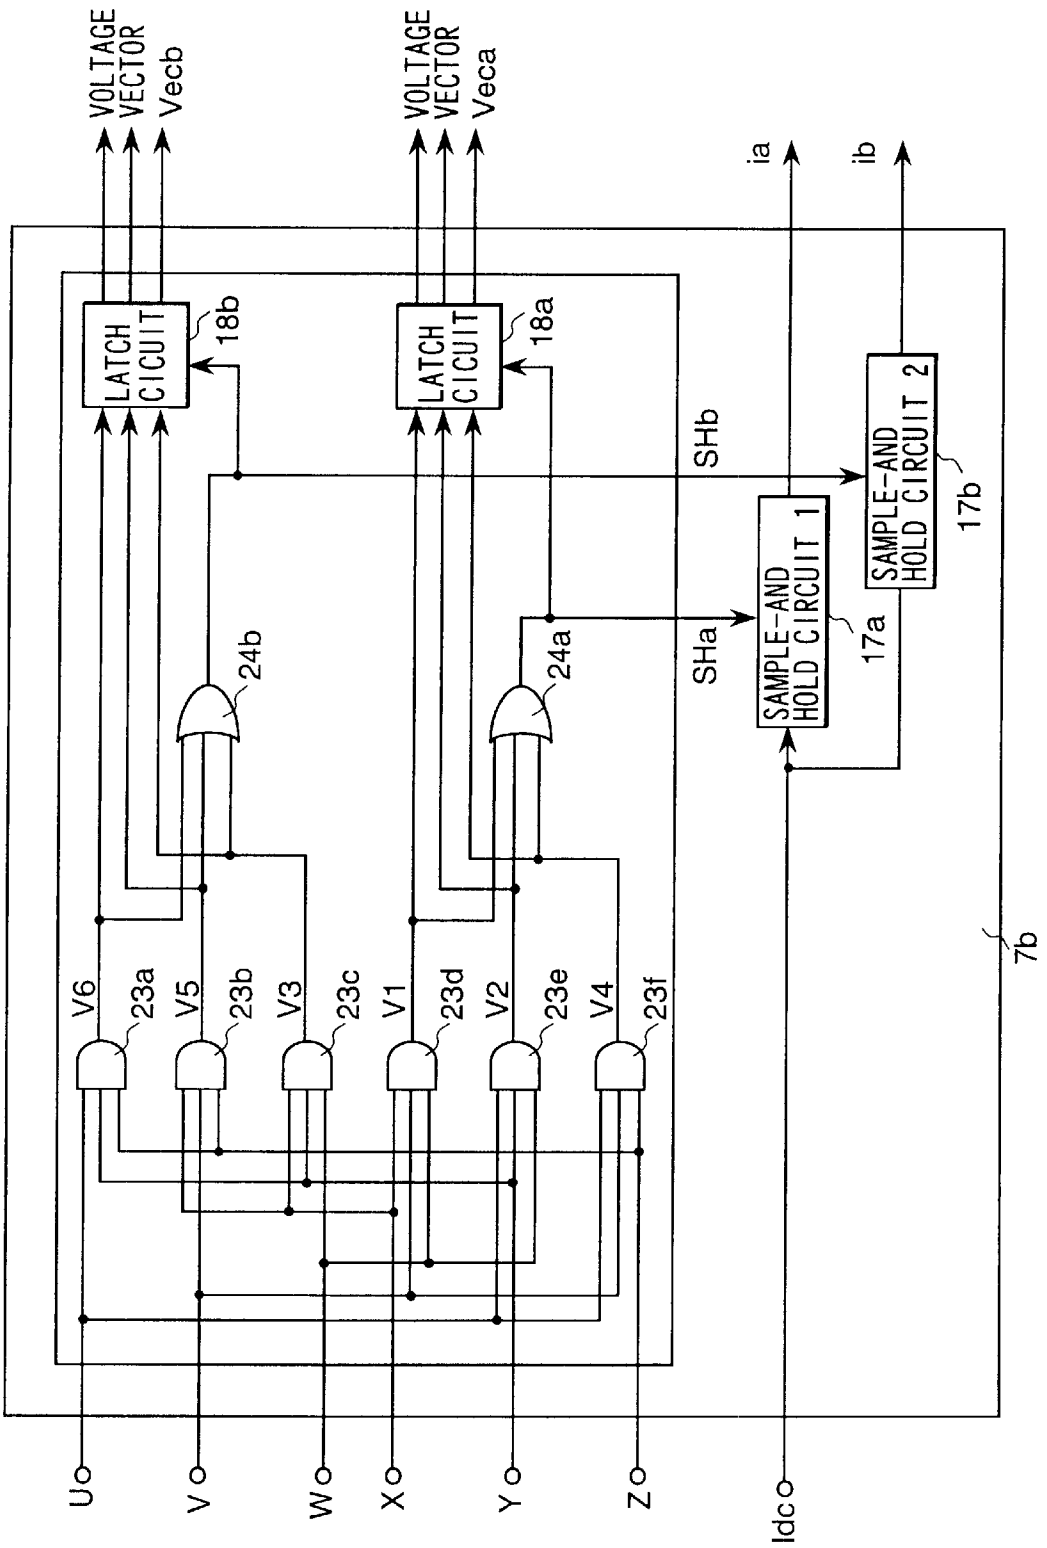 U
V
W
X
Y
Z
Idc
V6
23a
V5
23b
V3
23c
V1
23d
V2
23e
V4
23f
24b
24a
LATCH
CICUIT
18b
LATCH
CICUIT
18a
VOLTAGE
VECTOR
Vecb
VOLTAGE
VECTOR
Veca
SHa
SHb
SAMPLE-AND
HOLD CIRCUIT 1
17a
SAMPLE-AND
HOLD CIRCUIT 2
17b
ia
ib
7b